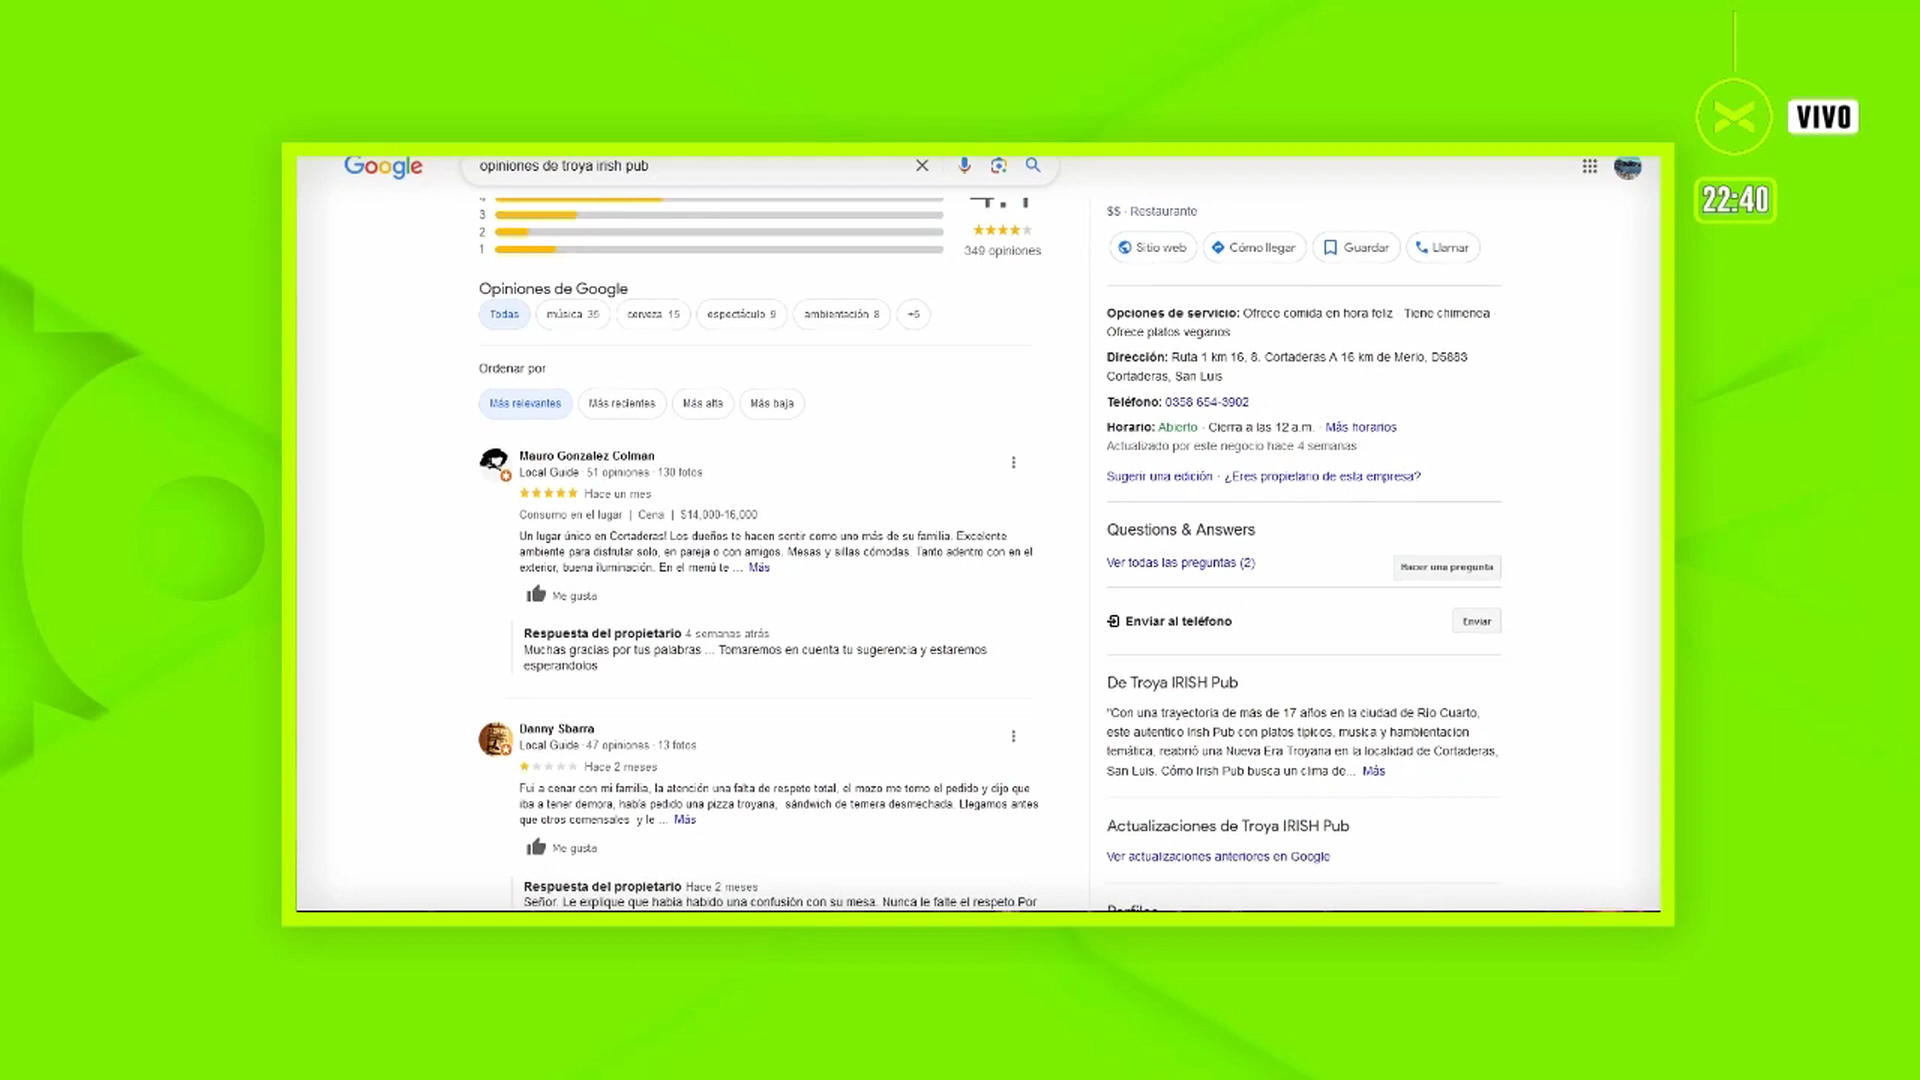 VIVO
22:40
Google
opiniones de troya irish pub
3
2
1
349 opiniones
Opiniones de Google
Todas
música 35
cerveza 15
espectáculo 9
ambientación 8
+5
Ordenar por
Más relevantes
Más recientes
Más alta
Más baja
Mauro Gonzalez Colman
Local Guide · 51 opiniones · 130 fotos
Hace un mes
Consumo en el lugar | Cena | $14,000-16,000
Un lugar único en Cortaderas! Los dueños te hacen sentir como uno más de su familia. Excelente
ambiente para disfrutar solo, en pareja o con amigos. Mesas y sillas cómodas. Tanto adentro con en el
exterior, buena iluminación. En el menú te ... Más
Me gusta
Respuesta del propietario 4 semanas atrás
Muchas gracias por tus palabras ... Tomaremos en cuenta tu sugerencia y estaremos
esperandolos
Danny Sbarra
Local Guide · 47 opiniones · 13 fotos
Hace 2 meses
Fui a cenar con mi familia, la atención una falta de respeto total, el mozo me tomo el pedido y dijo que
iba a tener demora, había pedido una pizza troyana, sándwich de ternera desmechada. Llegamos antes
que otros comensales y le ... Más
Me gusta
Respuesta del propietario Hace 2 meses
Señor. Le explique que habia habido una confusión con su mesa. Nunca le falte el respeto Por
$$ · Restaurante
Sitio web
Cómo llegar
Guardar
Llamar
Opciones de servicio: Ofrece comida en hora feliz · Tiene chimenea ·
Ofrece platos veganos
Dirección: Ruta 1 km 16, 8. Cortaderas A 16 km de Merlo, D5883
Cortaderas, San Luis
Teléfono: 0358 654-3902
Horario: Abierto · Cierra a las 12 a.m. · Más horarios
Actualizado por este negocio hace 4 semanas
Sugerir una edición · ¿Eres propietario de esta empresa?
Questions & Answers
Ver todas las preguntas (2)
Hacer una pregunta
Enviar al teléfono
Enviar
De Troya IRISH Pub
"Con una trayectoria de más de 17 años en la ciudad de Río Cuarto,
este autentico Irish Pub con platos tipicos, musica y hambientacion
temática, reabrió una Nueva Era Troyana en la localidad de Cortaderas,
San Luis. Cómo Irish Pub busca un clima de... Más
Actualizaciones de Troya IRISH Pub
Ver actualizaciones anteriores en Google